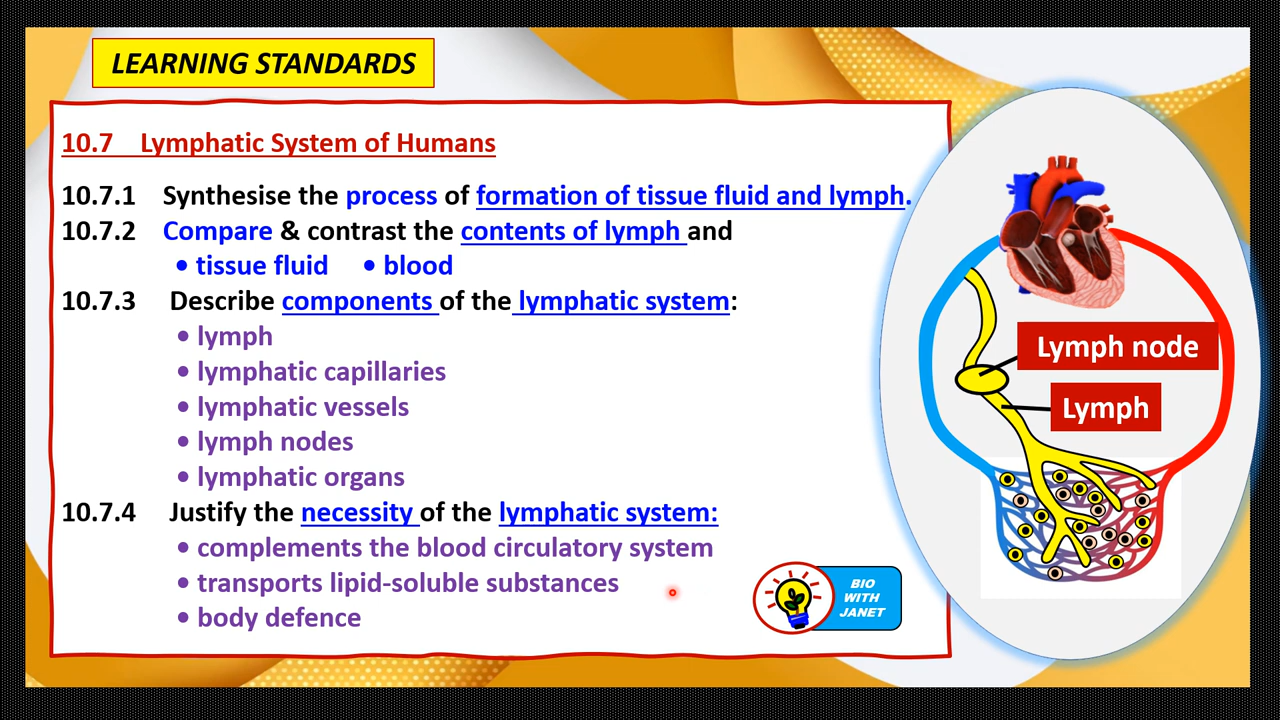 LEARNING STANDARDS
10.7 Lymphatic System of Humans
10.7.1 Synthesise the process of formation of tissue fluid and lymph.
10.7.2 Compare & contrast the contents of lymph and
• tissue fluid • blood
10.7.3 Describe components of the lymphatic system:
• lymph
• lymphatic capillaries
• lymphatic vessels
• lymph nodes
• lymphatic organs
10.7.4 Justify the necessity of the lymphatic system:
• complements the blood circulatory system
• transports lipid-soluble substances
• body defence
BIO
WITH
JANET
Lymph node
Lymph